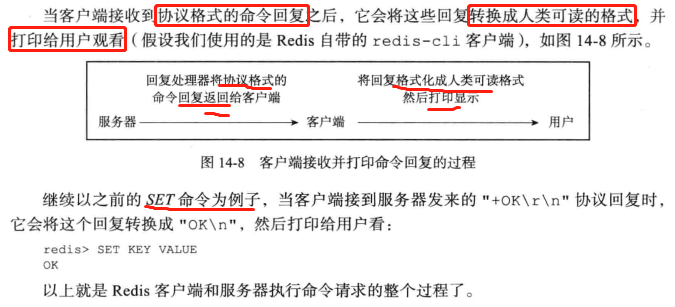 当客户端接收到协议格式的命令回复之后，它会将这些回复转换成人类可读的格式，并
打印给用户观看（假设我们使用的是 Redis 自带的 redis-cli 客户端），如图 14-8 所示。
回复处理器将协议格式的
命令回复返回给客户端
将回复格式化成人类可读格式
然后打印显示
服务器 客户端 用户
图 14-8 客户端接收并打印命令回复的过程
继续以之前的 SET 命令为例子，当客户端接到服务器发来的 "+OK\r\n" 协议回复时，
它会将这个回复转换成 "OK\n"，然后打印给用户看：
redis> SET KEY VALUE
OK
以上就是 Redis 客户端和服务器执行命令请求的整个过程了。